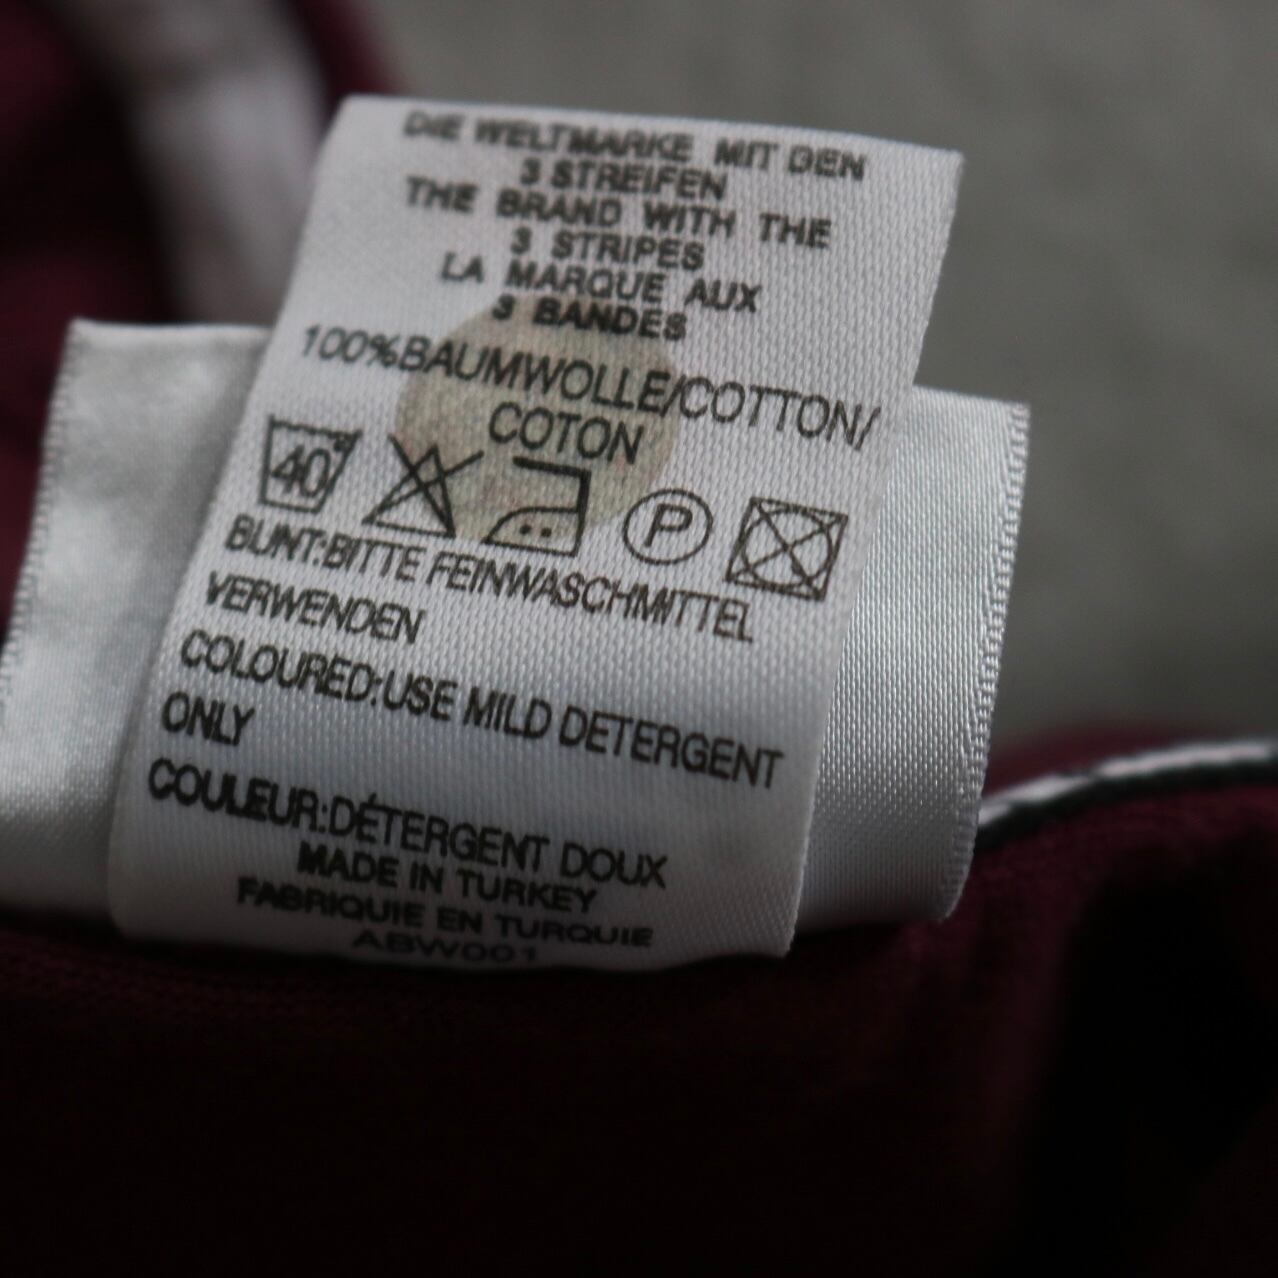 DIE WELTMARKE MIT DEN
3 STREIFEN
THE BRAND WITH THE
3 STRIPES
LA MARQUE AUX
3 BANDES
100%BAUMWOLLE/COTTON/
COTON
40°
P
BUNT:BITTE FEINWASCHMITTEL
VERWENDEN
COLOURED:USE MILD DETERGENT
ONLY
COULEUR:DÉTERGENT DOUX
MADE IN TURKEY
FABRIQUIE EN TURQUIE
ABW001